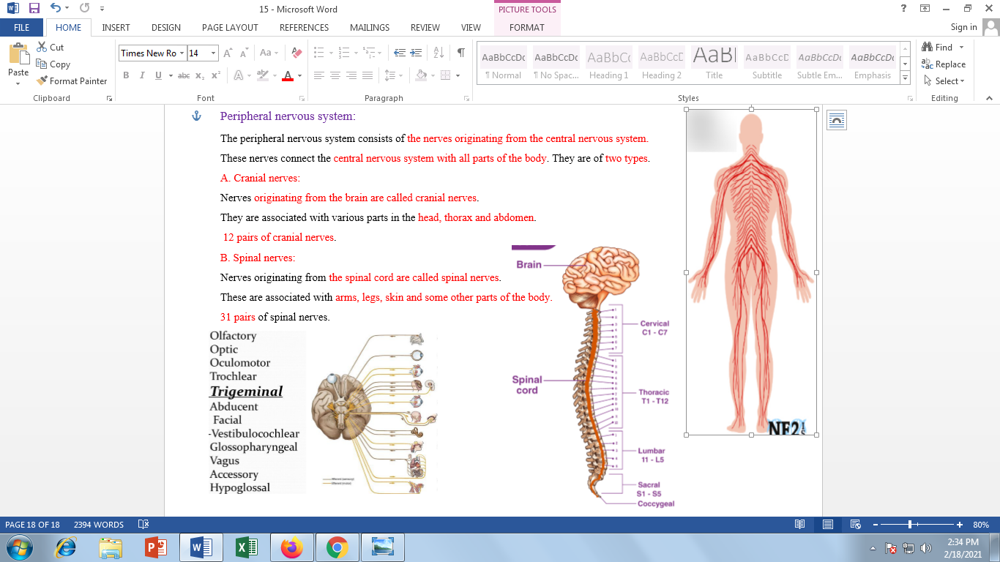 15 - Microsoft Word
PICTURE TOOLS
Sign in
FILE HOME INSERT DESIGN PAGE LAYOUT REFERENCES MAILINGS REVIEW VIEW FORMAT
Paste
Cut
Copy
Format Painter
Clipboard
Times New Ro 14
Font
Paragraph
AaBbCcDc AaBbCcDc AaBbCc AaBbCcD AaBl AaBbCcD AaBbCcDc AaBbCcDc
¶ Normal ¶ No Spac... Heading 1 Heading 2 Title Subtitle Subtle Em... Emphasis
Styles
Find
Replace
Select
Editing
Peripheral nervous system:
The peripheral nervous system consists of the nerves originating from the central nervous system.
These nerves connect the central nervous system with all parts of the body. They are of two types.
A. Cranial nerves:
Nerves originating from the brain are called cranial nerves.
They are associated with various parts in the head, thorax and abdomen.
12 pairs of cranial nerves.
B. Spinal nerves:
Nerves originating from the spinal cord are called spinal nerves.
These are associated with arms, legs, skin and some other parts of the body.
31 pairs of spinal nerves.
Olfactory
Optic
Oculomotor
Trochlear
Trigeminal
Abducent
Facial
-Vestibulocochlear
Glossopharyngeal
Vagus
Accessory
Hypoglossal
Brain
Spinal
cord
Cervical
C1 - C7
Thoracic
T1 - T12
Lumbar
11 - L5
Sacral
S1 - S5
Coccygeal
PAGE 18 OF 18 2394 WORDS
80%
2:34 PM
2/18/2021